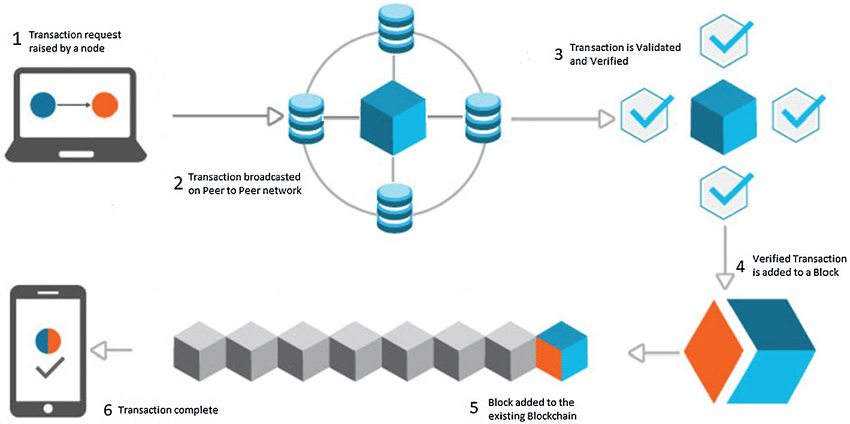 1 Transaction request
raised by a node
2 Transaction broadcasted
on Peer to Peer network
3 Transaction is Validated
and Verified
4 Verified Transaction
is added to a Block
5 Block added to the
existing Blockchain
6 Transaction complete